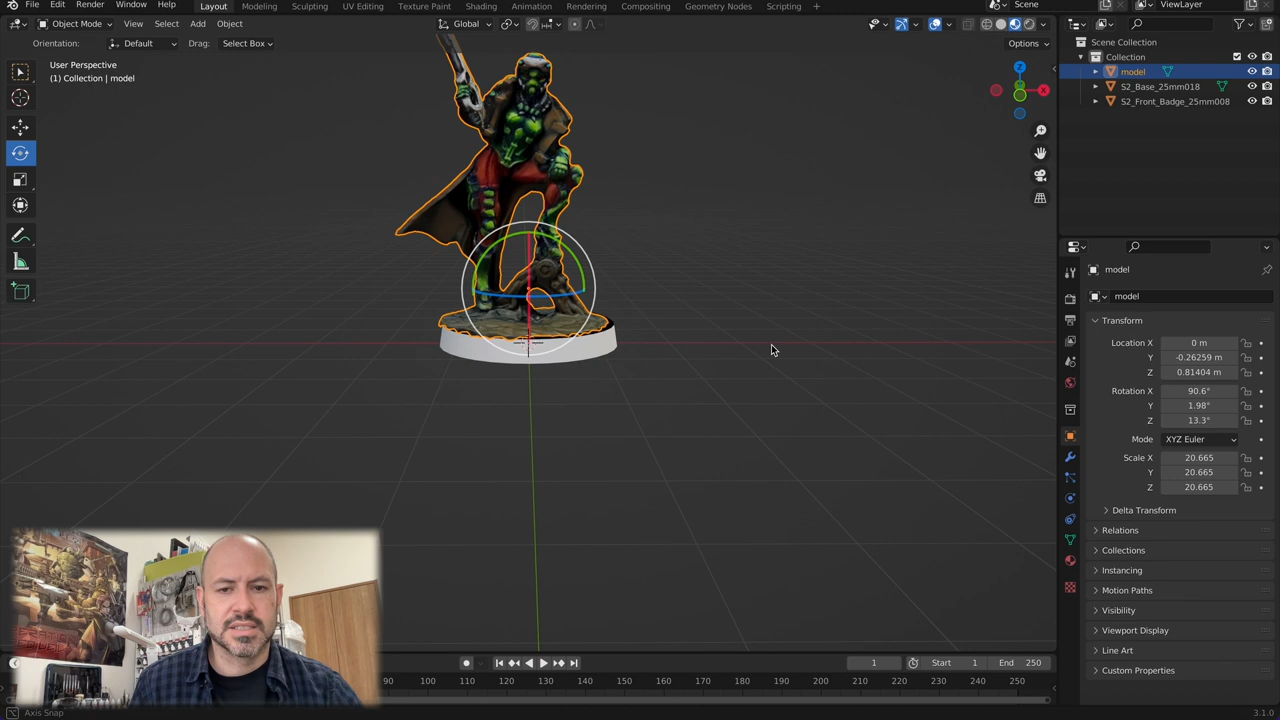 File Edit Render Window Help Layout Modeling Sculpting UV Editing Texture Paint Shading Animation Rendering Compositing Geometry Nodes Scripting + Scene ViewLayer
Object Mode View Select Add Object Global
Orientation: Default Drag: Select Box Options
User Perspective
(1) Collection | model
Z
X
Scene Collection
Collection
model
S2_Base_25mm018
S2_Front_Badge_25mm008
model
model
Transform
Location X 0 m
Y -0.26259 m
Z 0.81404 m
Rotation X 90.6°
Y 1.98°
Z 13.3°
Mode XYZ Euler
Scale X 20.665
Y 20.665
Z 20.665
Delta Transform
Relations
Collections
Instancing
Motion Paths
Visibility
Viewport Display
Line Art
Custom Properties
1 Start 1 End 250
90 100 110 120 130 140 150 160 170 180 190 200 210 220 230 240 250
Axis Snap 3.1.0